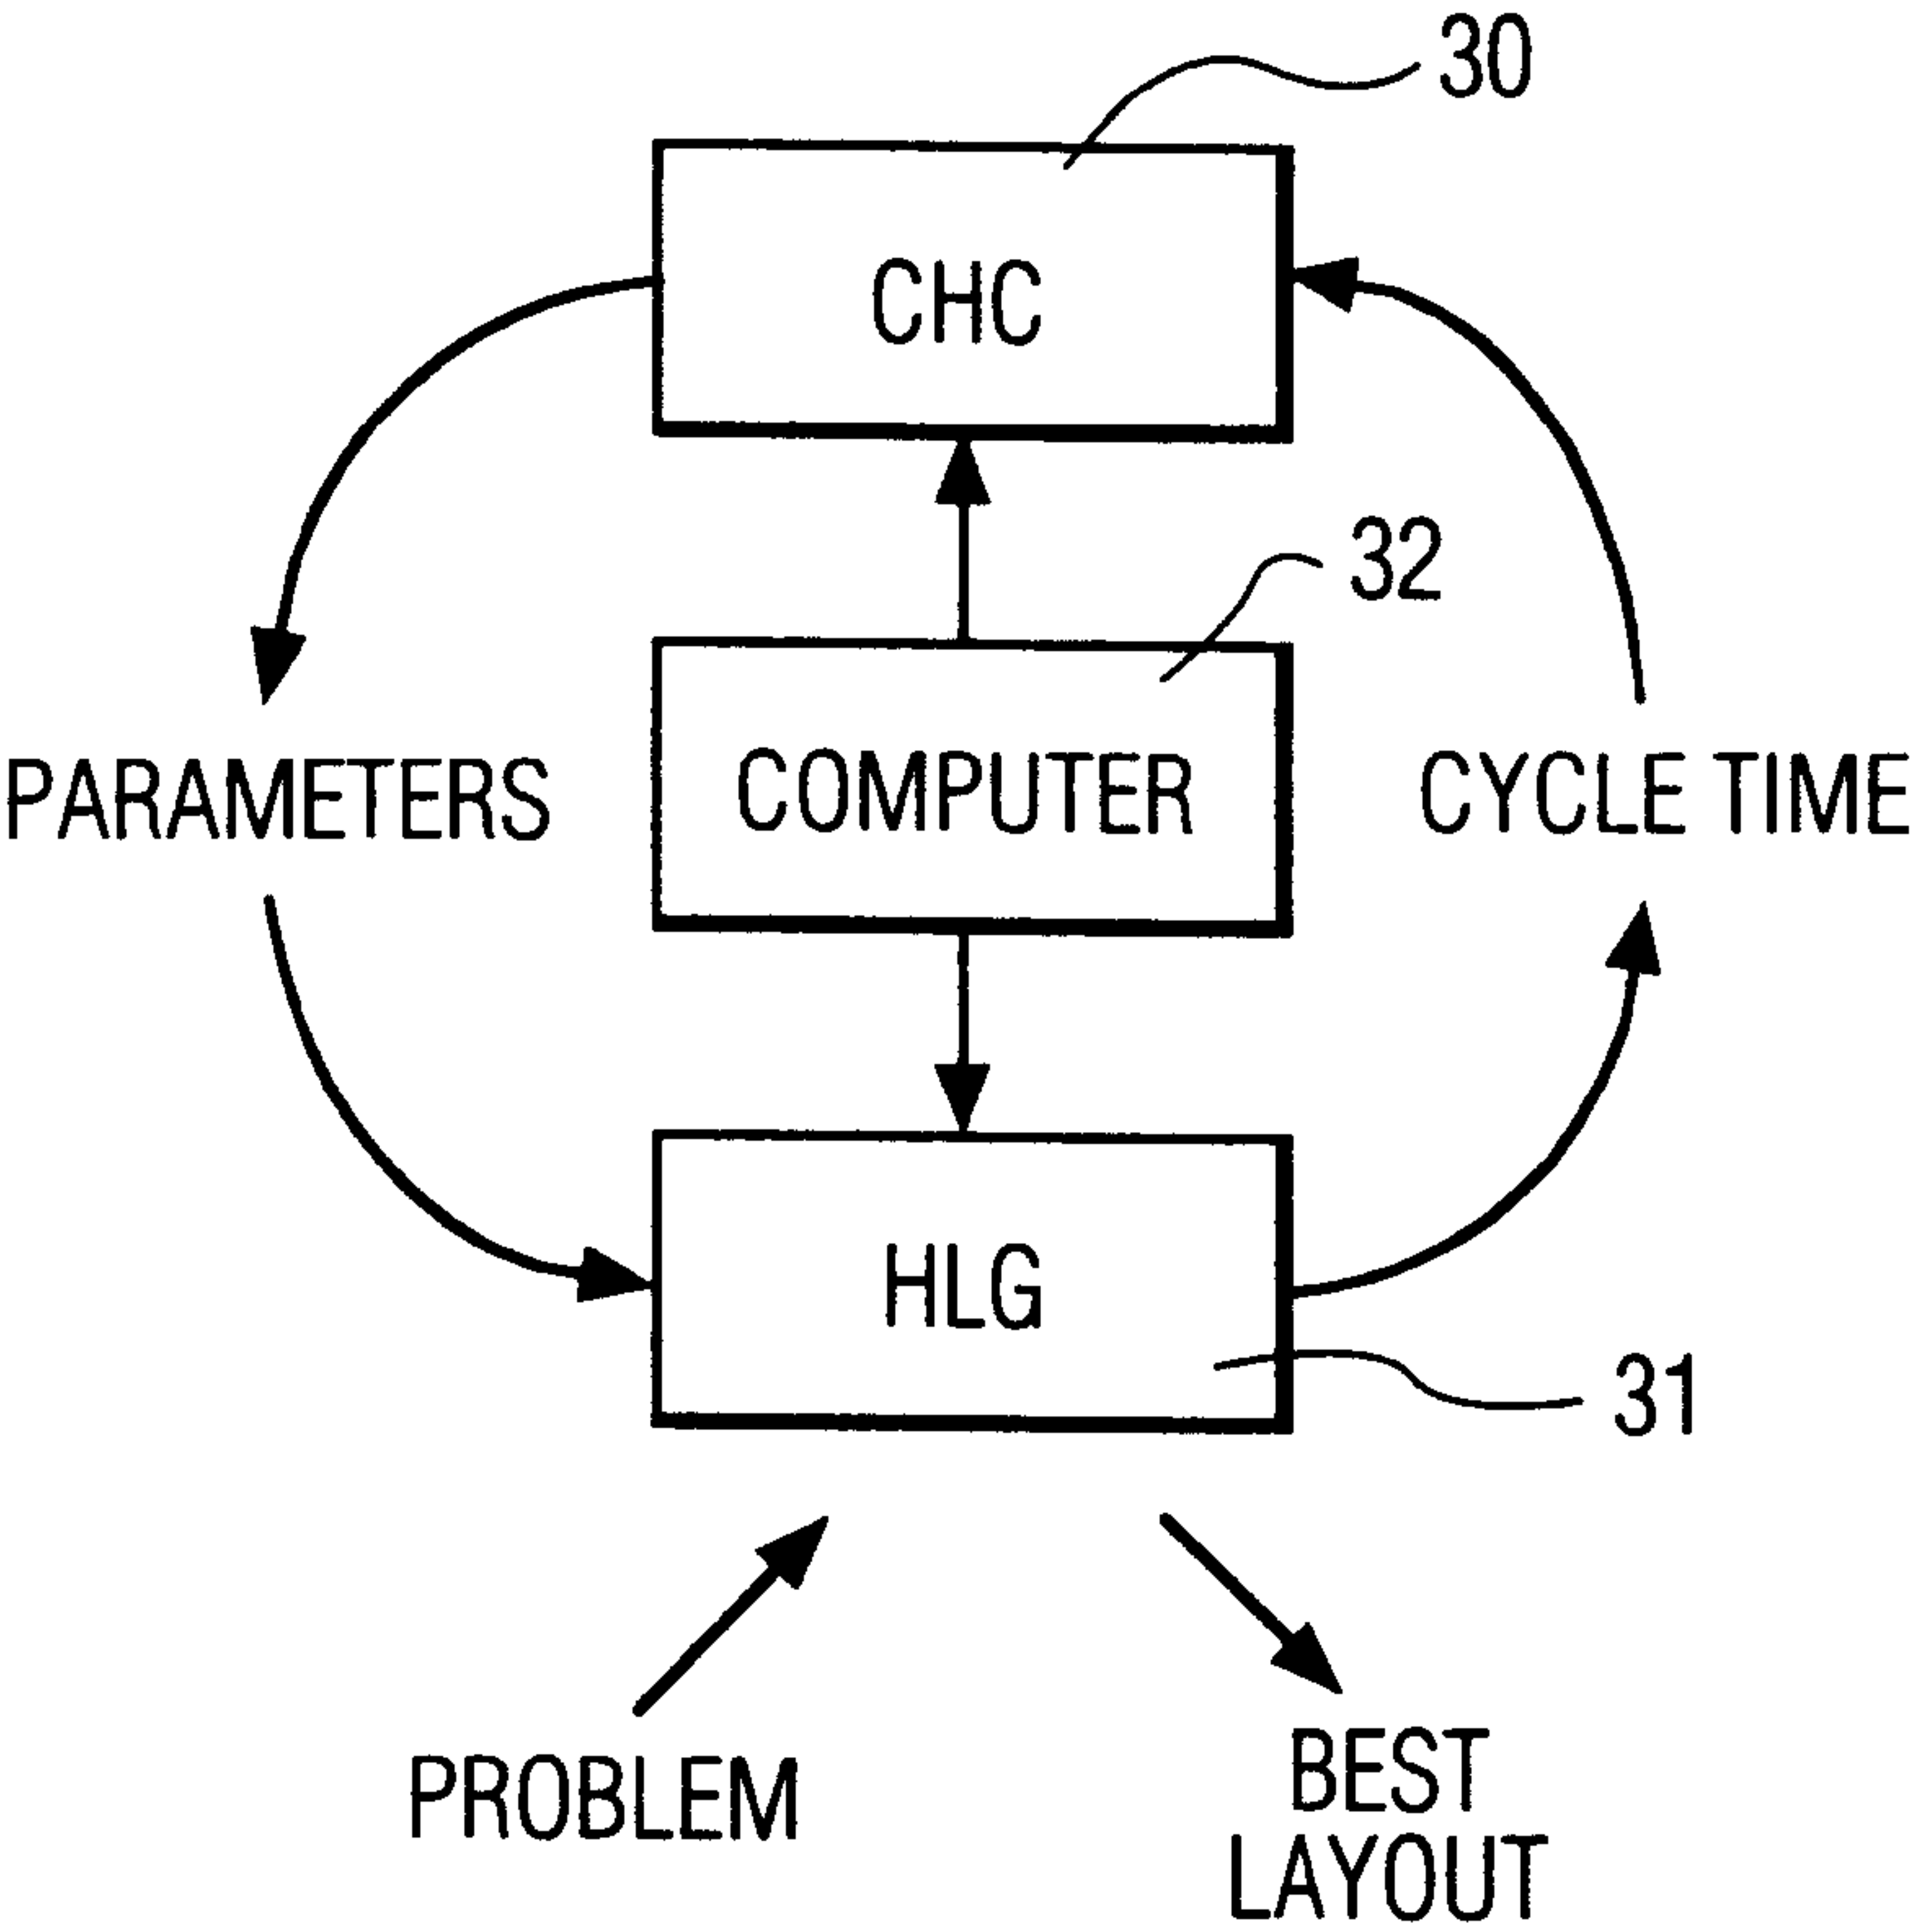 30
CHC
32
PARAMETERS
COMPUTER
CYCLE TIME
HLG
31
PROBLEM
BEST
LAYOUT